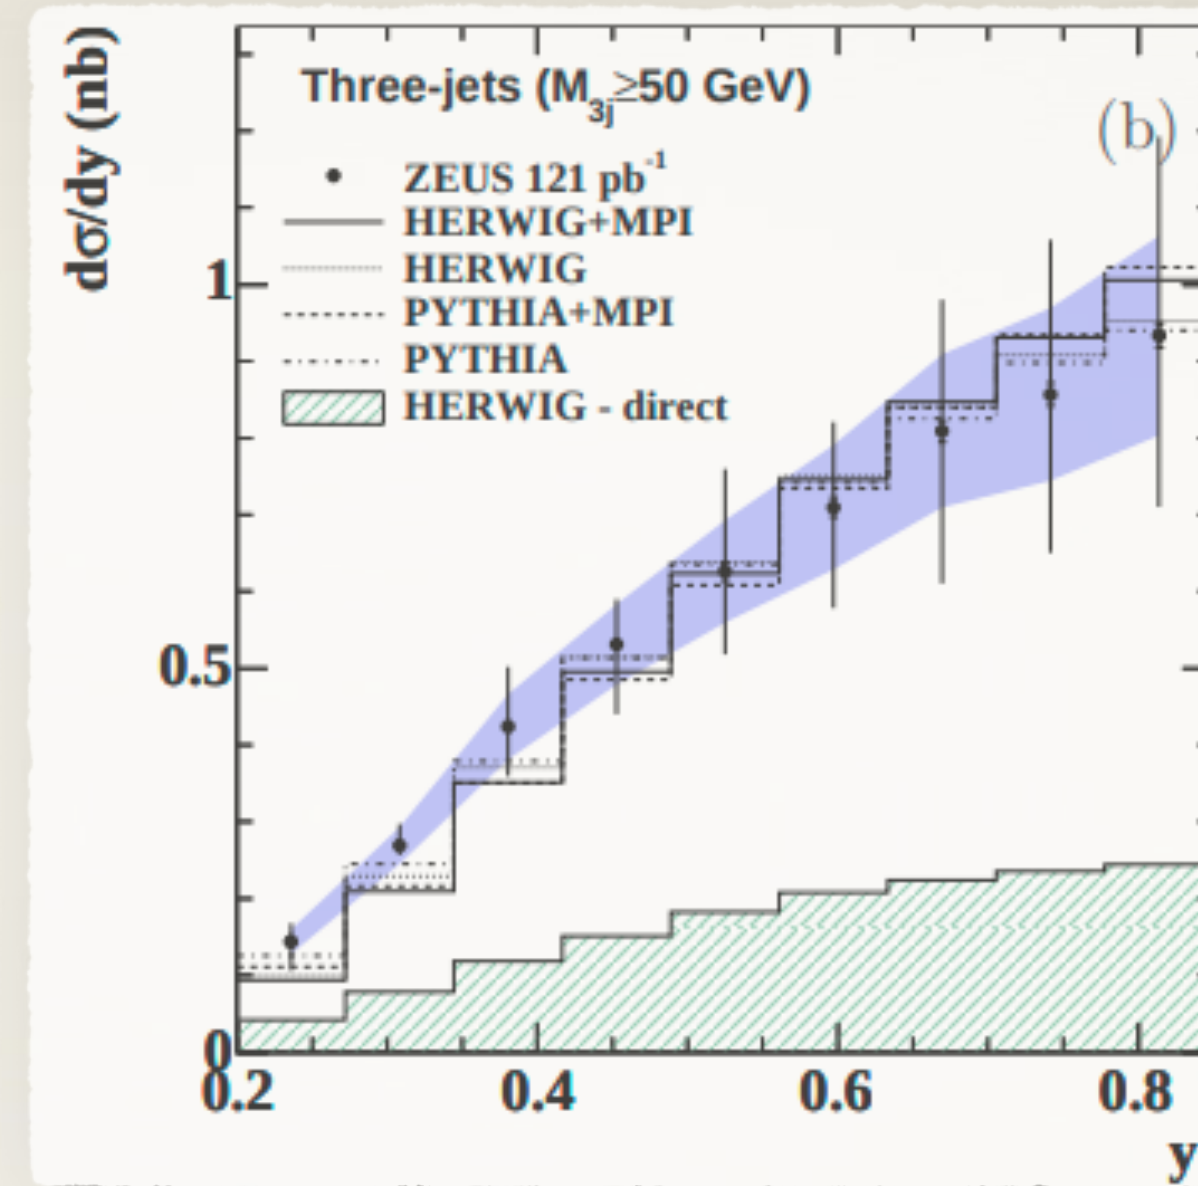 dσ/dy (nb)
Three-jets (M3j≥50 GeV)
(b)
ZEUS 121 pb-1
HERWIG+MPI
HERWIG
PYTHIA+MPI
PYTHIA
HERWIG - direct
1
0.5
0
0.2 0.4 0.6 0.8
y